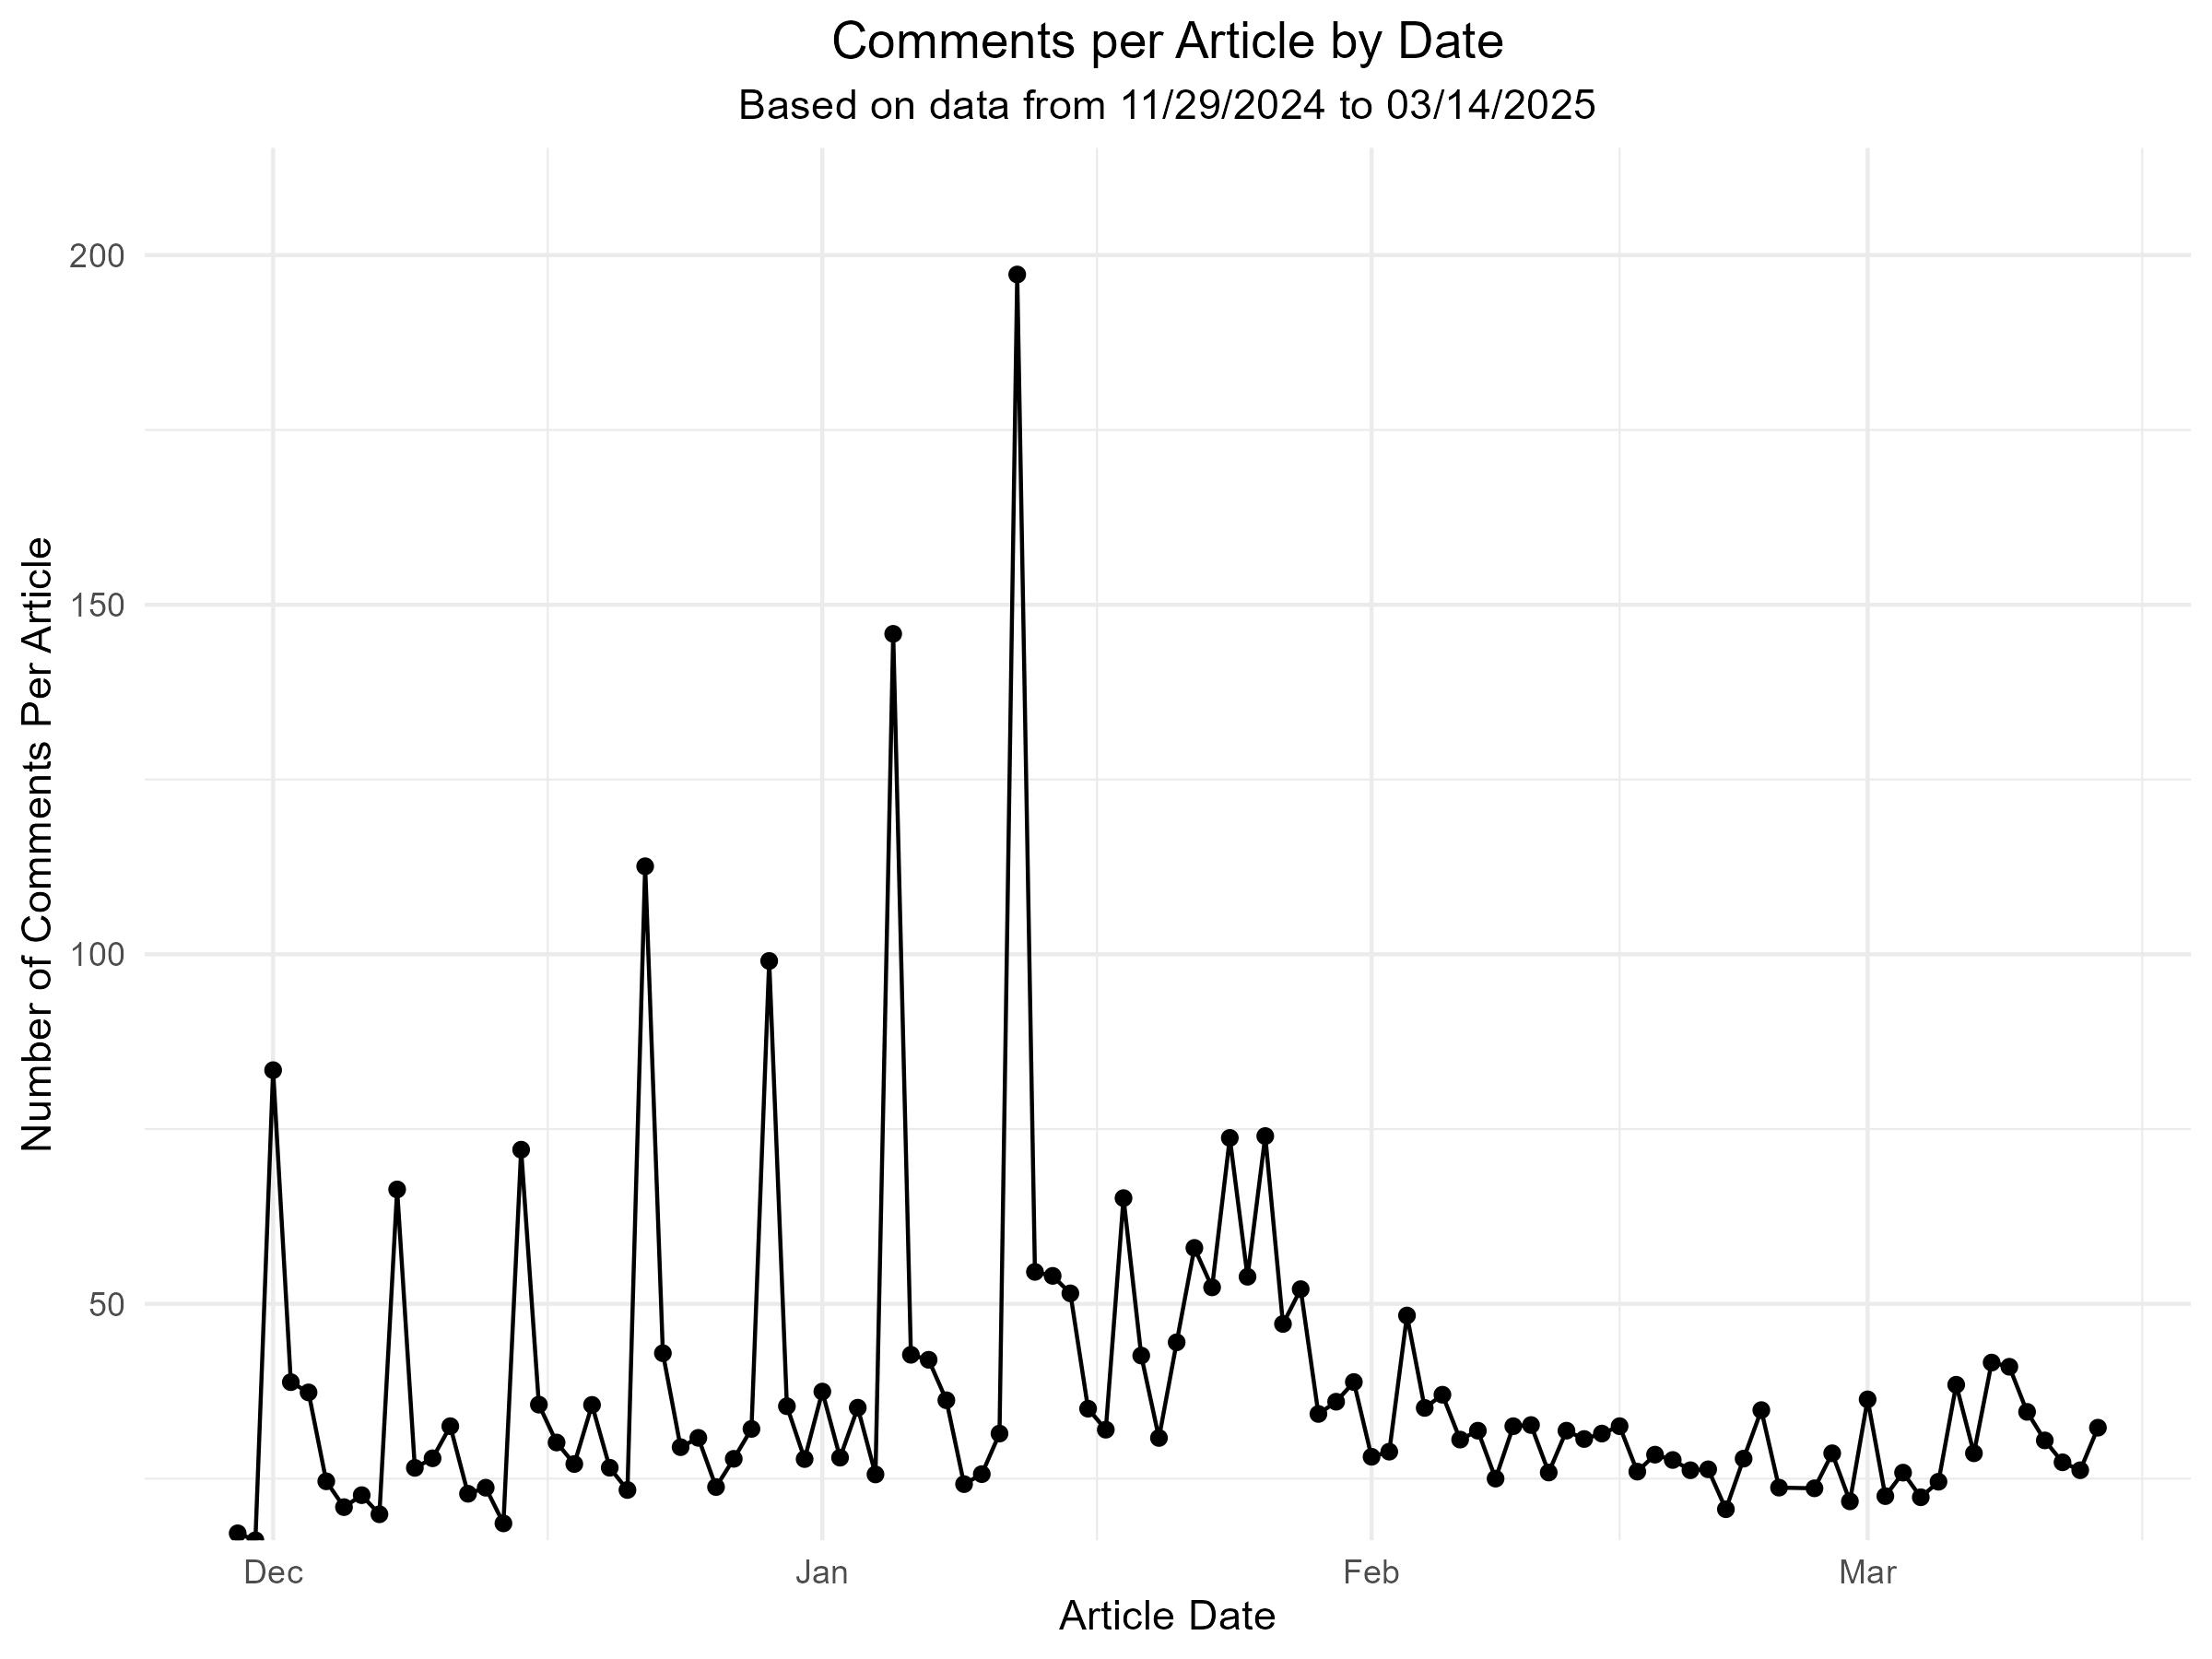 Comments per Article by Date
Based on data from 11/29/2024 to 03/14/2025
Number of Comments Per Article
200
150
100
50
Dec
Jan
Feb
Mar
Article Date